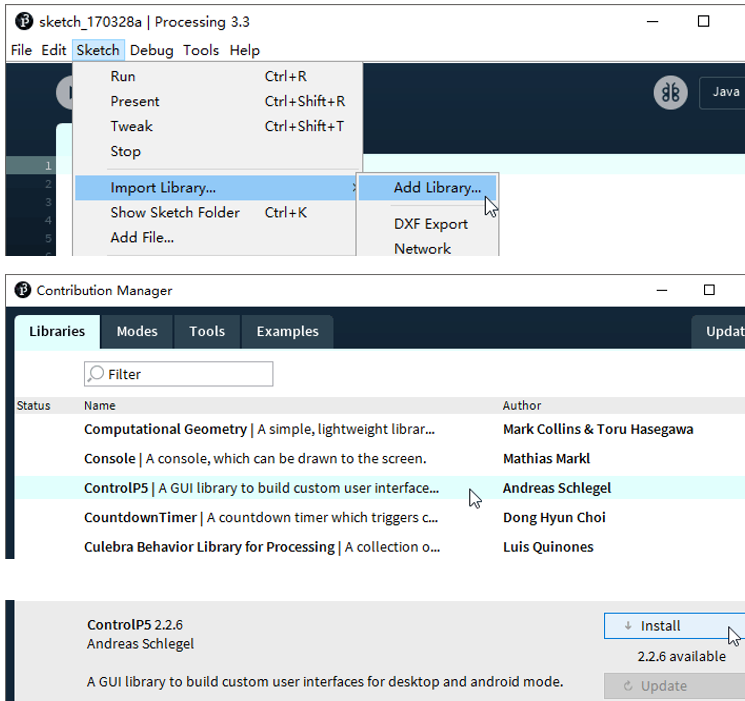 sketch_170328a | Processing 3.3
File Edit Sketch Debug Tools Help
Run Ctrl+R
Present Ctrl+Shift+R
Tweak Ctrl+Shift+T
Stop
Java
1
Import Library... Add Library...
2
3
Show Sketch Folder Ctrl+K
4
DXF Export
5
Add File...
Network
Contribution Manager
Libraries Modes Tools Examples Updat
Filter
Status Name Author
Computational Geometry | A simple, lightweight librar... Mark Collins & Toru Hasegawa
Console | A console, which can be drawn to the screen. Mathias Markl
ControlP5 | A GUI library to build custom user interface... Andreas Schlegel
CountdownTimer | A countdown timer which triggers c... Dong Hyun Choi
Culebra Behavior Library for Processing | A collection o... Luis Quinones
ControlP5 2.2.6
Install
Andreas Schlegel
2.2.6 available
A GUI library to build custom user interfaces for desktop and android mode.
Update